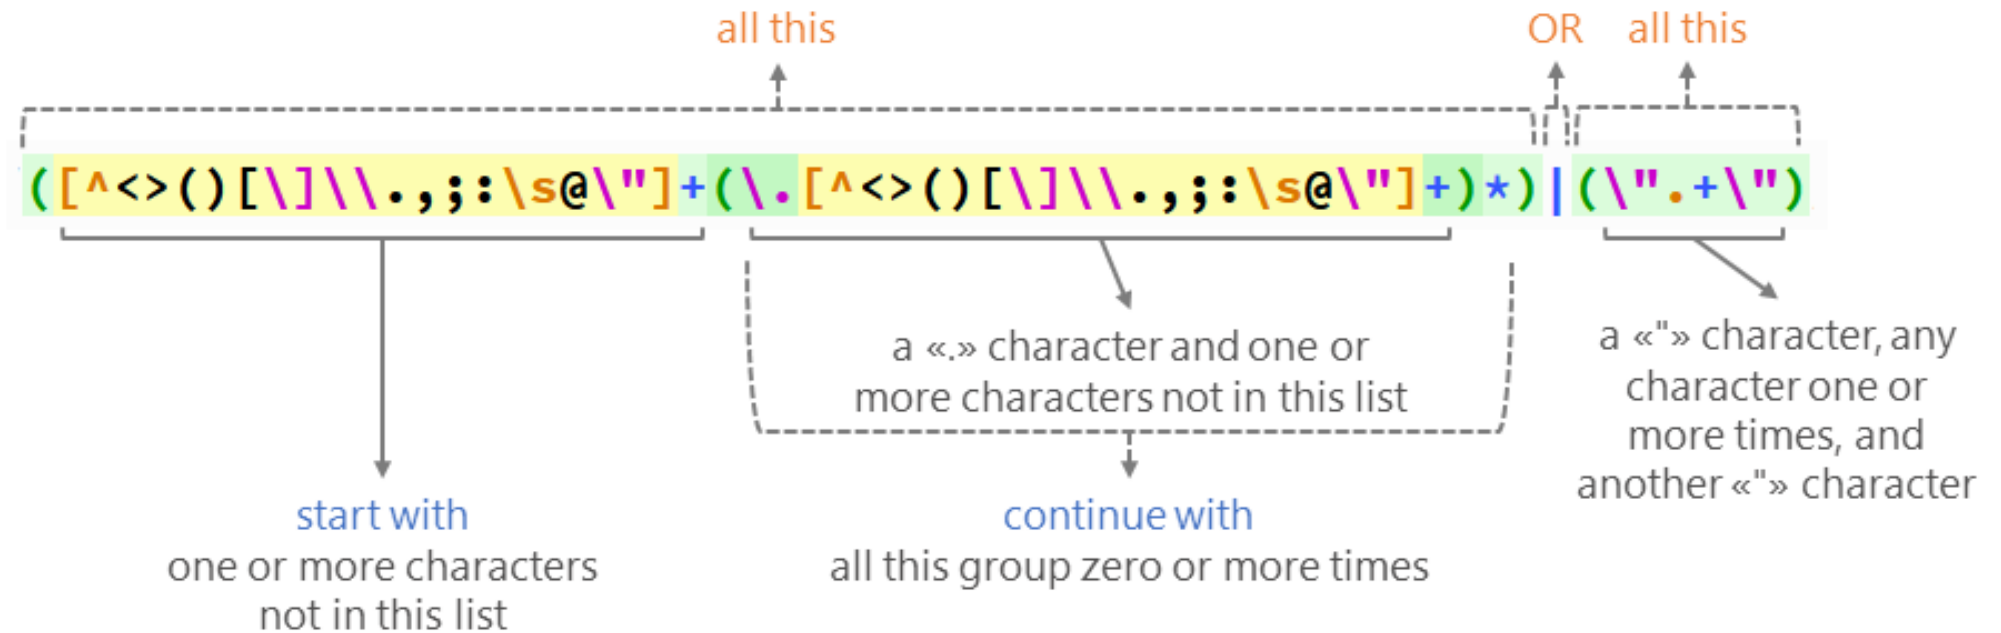 all this OR all this
([^<>()[\]\\.,;:\s@\"]+(\.[^<>()[\]\\.,;:\s@\"]+)*)|(\".+\")
a «.» character and one or
more characters not in this list
a «"» character, any
character one or
more times, and
another «"» character
start with
one or more characters
not in this list
continue with
all this group zero or more times